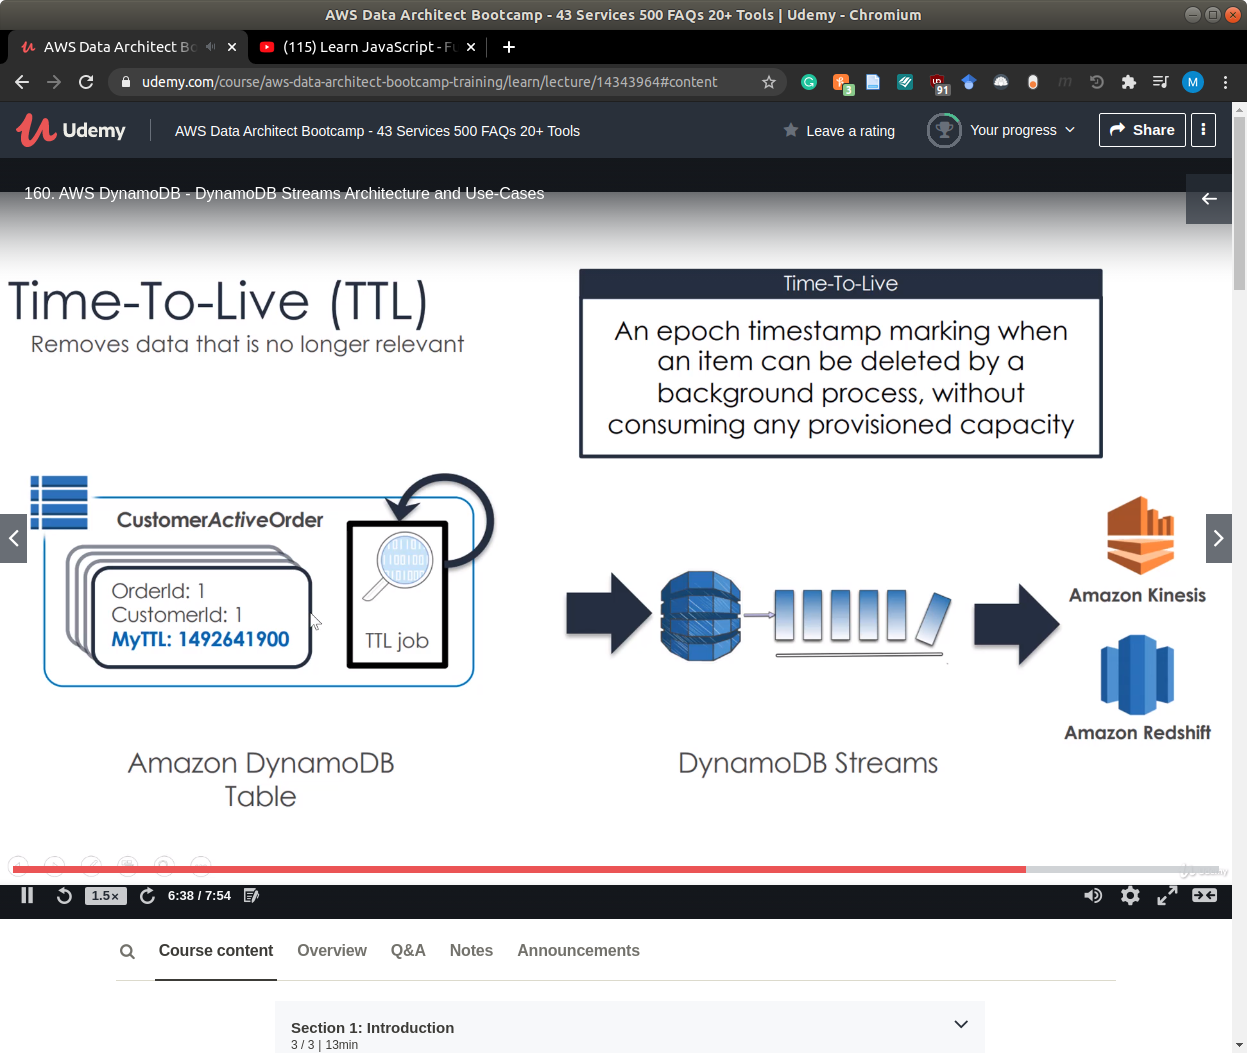 AWS Data Architect Bootcamp - 43 Services 500 FAQs 20+ Tools | Udemy - Chromium
AWS Data Architect Bo
(115) Learn JavaScript - Fu
udemy.com/course/aws-data-architect-bootcamp-training/learn/lecture/14343964#content
3
91
M
Udemy
AWS Data Architect Bootcamp - 43 Services 500 FAQs 20+ Tools
Leave a rating
Your progress
Share
160. AWS DynamoDB - DynamoDB Streams Architecture and Use-Cases
Time-To-Live (TTL)
Removes data that is no longer relevant
Time-To-Live
An epoch timestamp marking when
an item can be deleted by a
background process, without
consuming any provisioned capacity
CustomerActiveOrder
OrderId: 1
CustomerId: 1
MyTTL: 1492641900
TTL job
Amazon Kinesis
Amazon Redshift
Amazon DynamoDB
Table
DynamoDB Streams
1.5x
6:38 / 7:54
Course content
Overview
Q&A
Notes
Announcements
Section 1: Introduction
3 / 3 | 13min